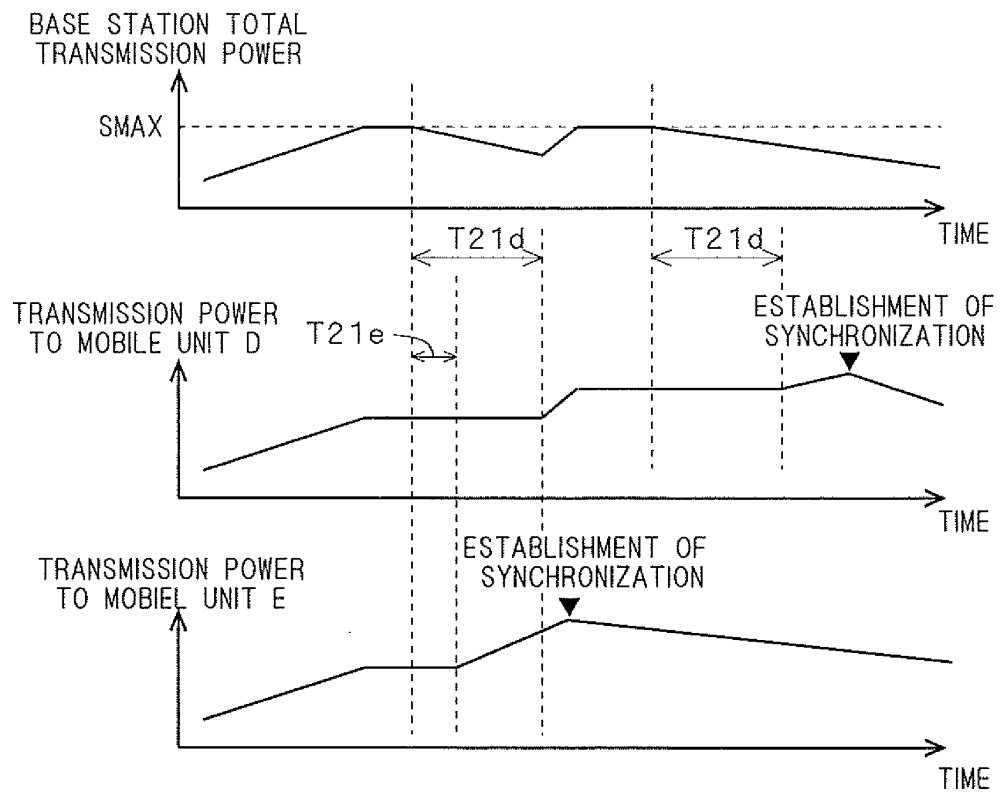 BASE STATION TOTAL
TRANSMISSION POWER
SMAX
TIME
T21d
T21d
TRANSMISSION POWER
TO MOBILE UNIT D
T21e
ESTABLISHMENT OF
SYNCHRONIZATION
TIME
TRANSMISSION POWER
TO MOBIEL UNIT E
ESTABLISHMENT OF
SYNCHRONIZATION
TIME